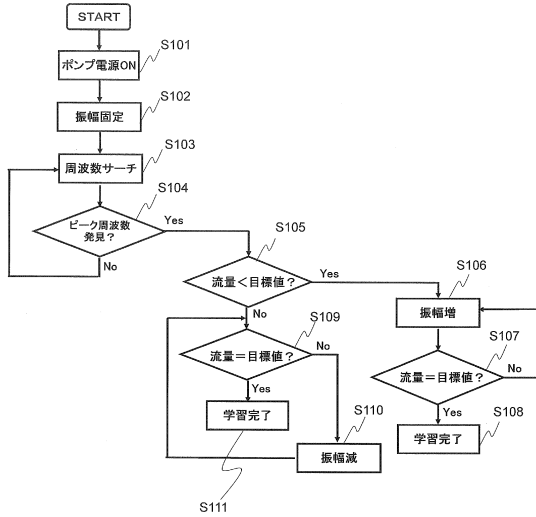 START
S101
ポンプ電源ON
S102
振幅固定
S103
周波数サーチ
S104
ピーク周波数
発見?
Yes
No
S105
流量<目標値?
Yes
No
S106
振幅増
S109
流量=目標値?
No
Yes
S107
流量=目標値?
No
Yes
学習完了
S110
振幅減
S108
学習完了
S111